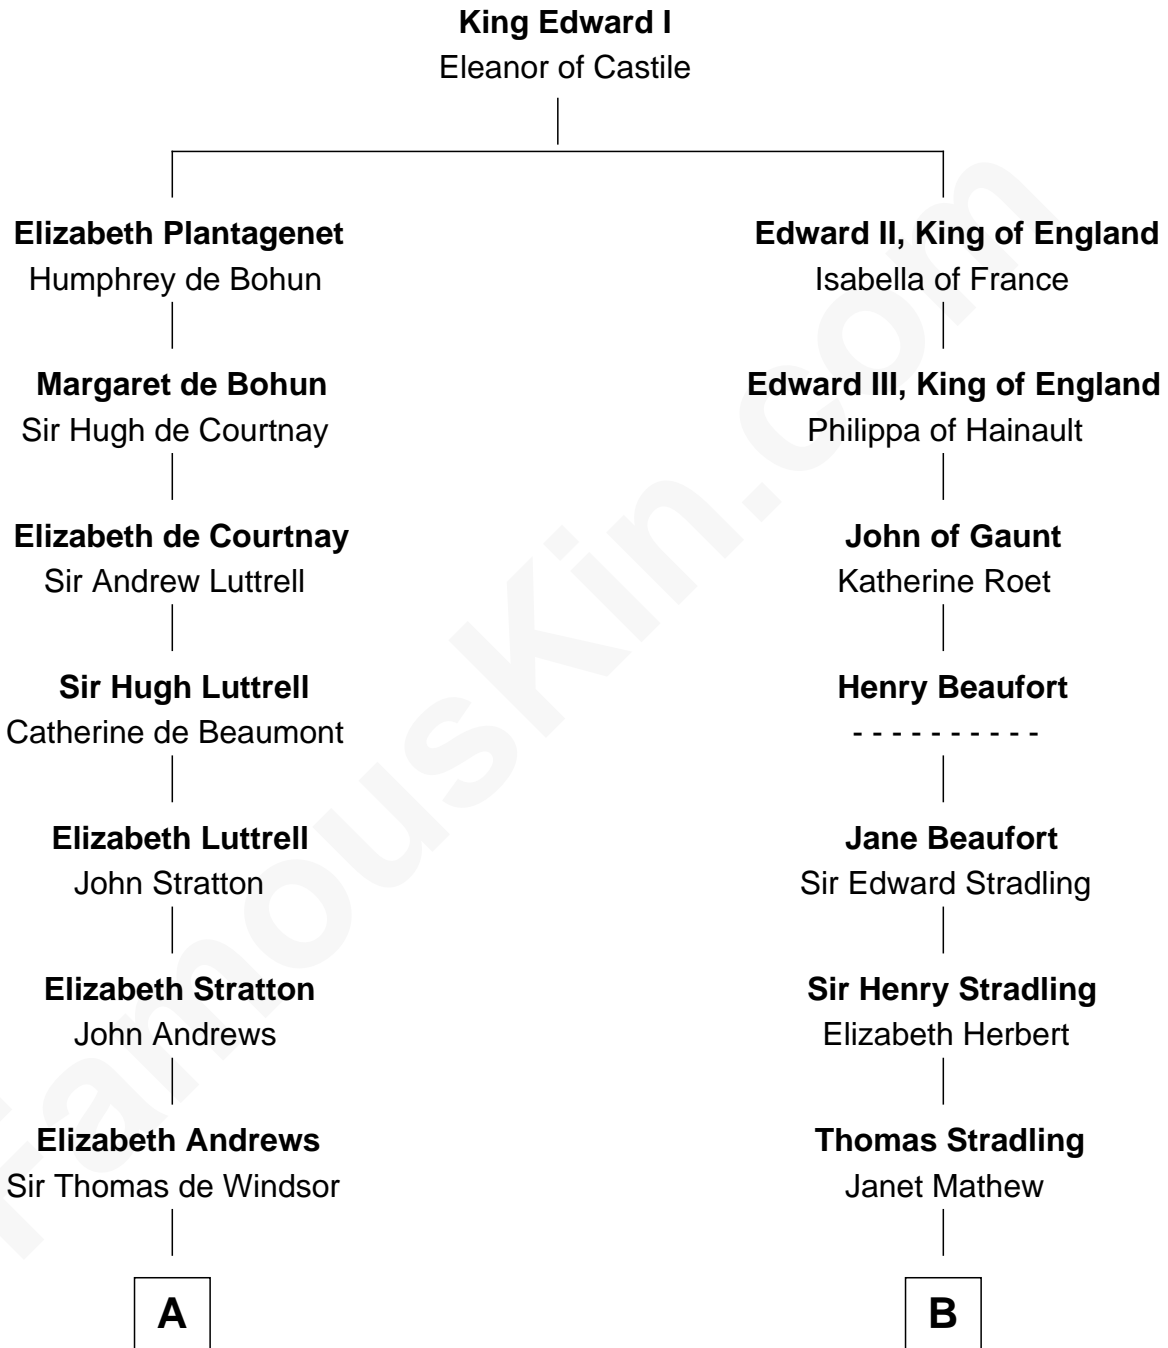 King Edward I
Eleanor of Castile
Elizabeth Plantagenet
Humphrey de Bohun
Edward II, King of England
Isabella of France
Margaret de Bohun
Sir Hugh de Courtnay
Edward III, King of England
Philippa of Hainault
Elizabeth de Courtnay
Sir Andrew Luttrell
John of Gaunt
Katherine Roet
Sir Hugh Luttrell
Catherine de Beaumont
Henry Beaufort
- - - - - - - - - -
Elizabeth Luttrell
John Stratton
Jane Beaufort
Sir Edward Stradling
Elizabeth Stratton
John Andrews
Sir Henry Stradling
Elizabeth Herbert
Elizabeth Andrews
Sir Thomas de Windsor
Thomas Stradling
Janet Mathew
A
B
FamousKin.com